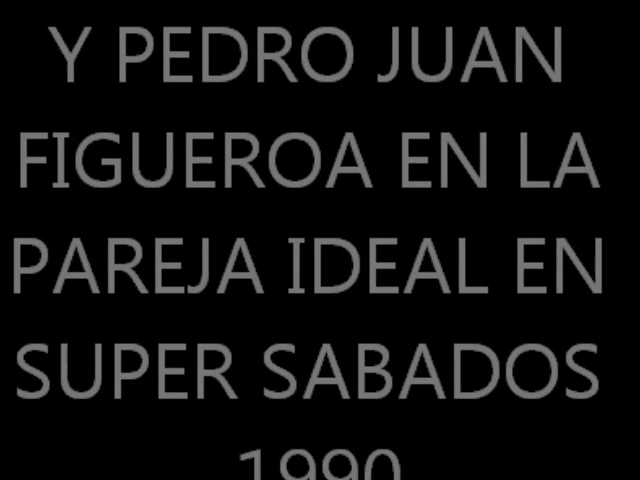 Y PEDRO JUAN
FIGUEROA EN LA
PAREJA IDEAL EN
SUPER SABADOS
1990